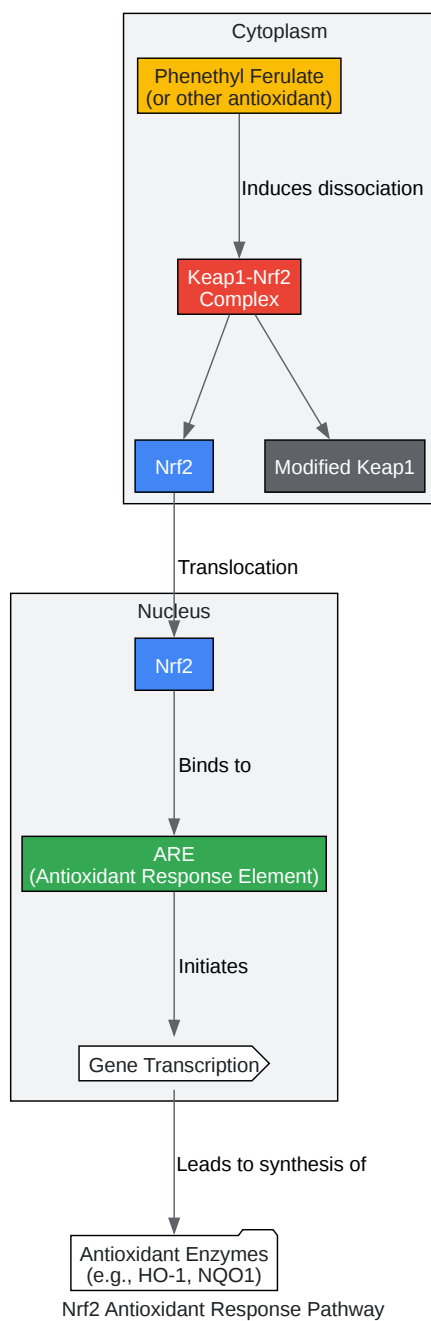 Cytoplasm
Phenethyl Ferulate
(or other antioxidant)
Induces dissociation
Keap1-Nrf2
Complex
Nrf2
Modified Keap1
Translocation
Nucleus
Nrf2
Binds to
ARE
(Antioxidant Response Element)
Initiates
Gene Transcription
Leads to synthesis of
Antioxidant Enzymes
(e.g., HO-1, NQO1)
Nrf2 Antioxidant Response Pathway